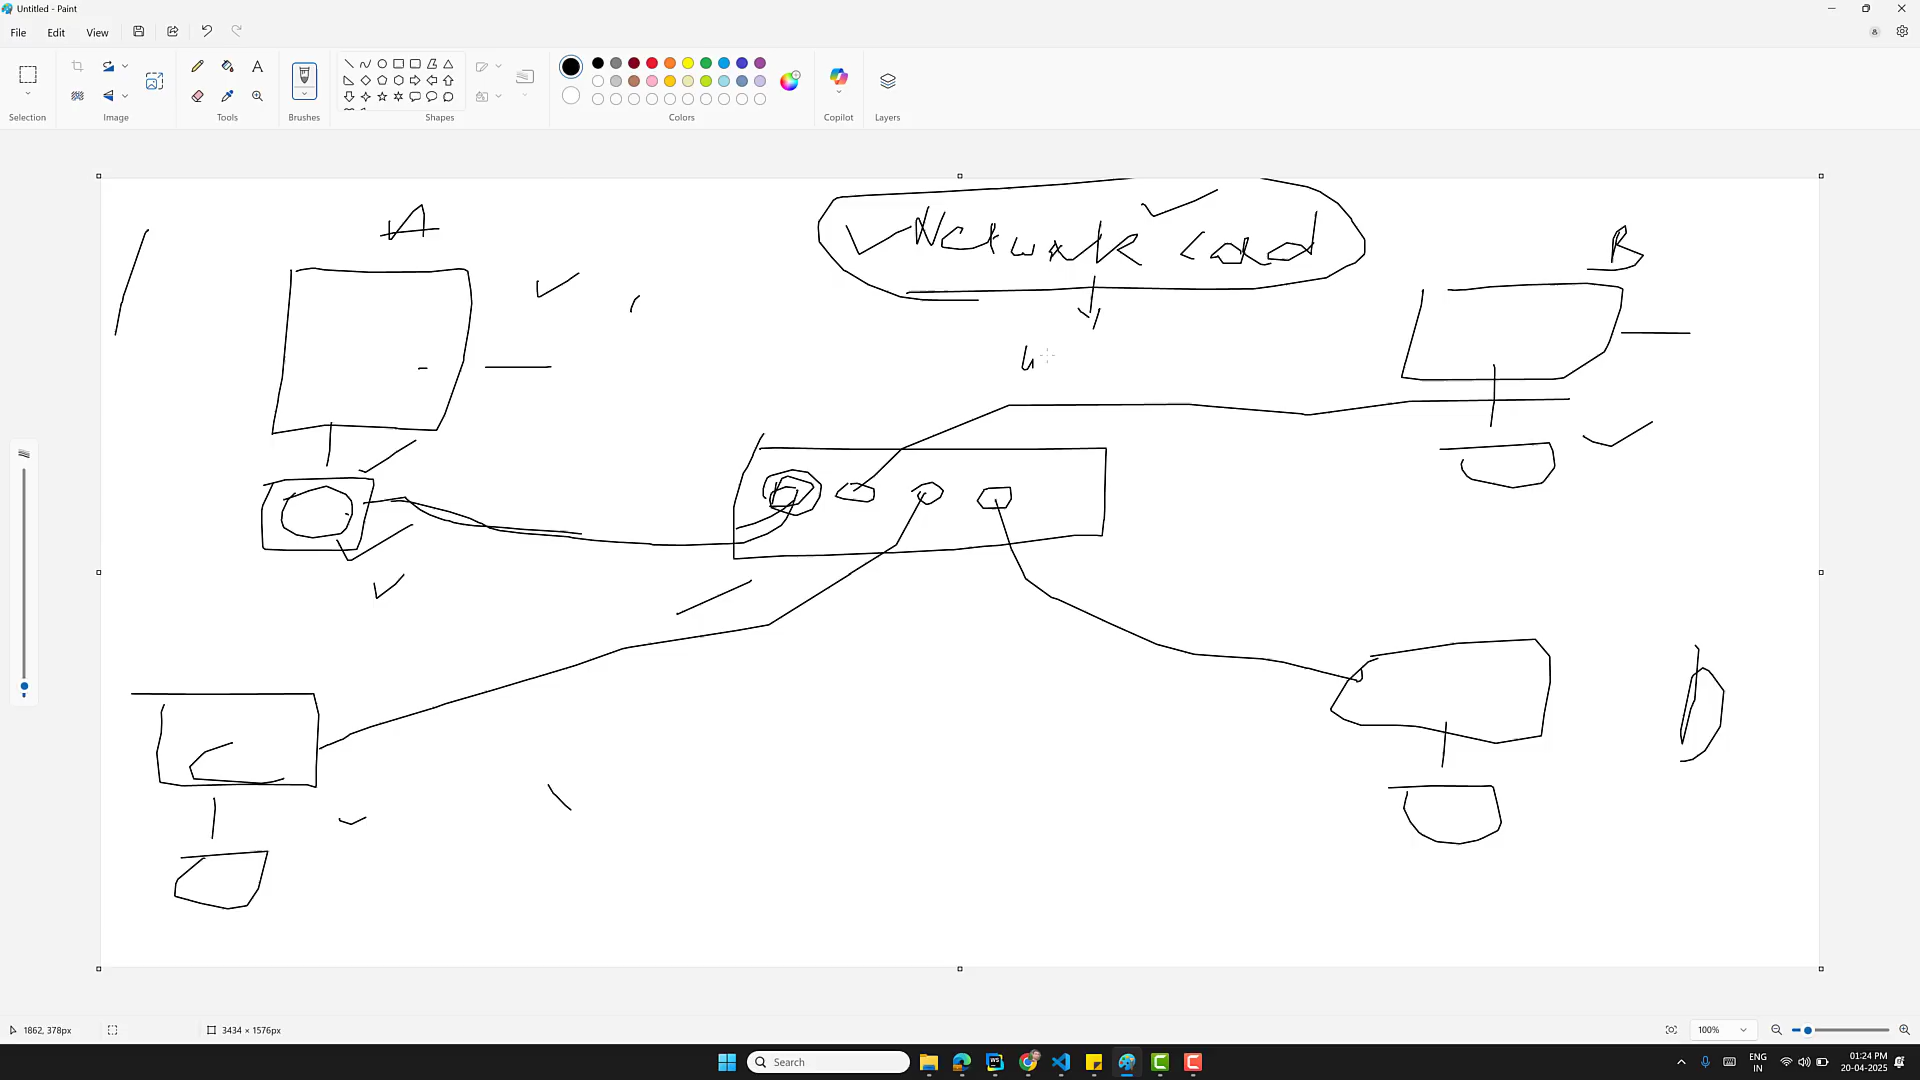 Untitled - Paint
File Edit View
Selection Image Tools Brushes Shapes Colors Copilot Layers
A
Network card
B
C
D
1862, 378px 3434 × 1576px 100%
Search
ENG
IN
01:24 PM
20-04-2025